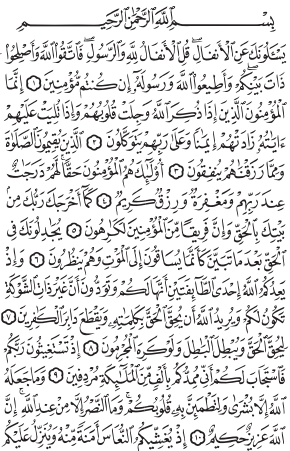 بِسْمِ ٱللَّهِ ٱلرَّحْمَٰنِ ٱلرَّحِيمِ
يَسْـَٔلُونَكَ عَنِ ٱلْأَنفَالِ ۖ قُلِ ٱلْأَنفَالُ لِلَّهِ وَٱلرَّسُولِ ۖ فَٱتَّقُوا۟ ٱللَّهَ وَأَصْلِحُوا۟
ذَاتَ بَيْنِكُمْ ۖ وَأَطِيعُوا۟ ٱللَّهَ وَرَسُولَهُۥٓ إِن كُنتُم مُّؤْمِنِينَ ١ إِنَّمَا
ٱلْمُؤْمِنُونَ ٱلَّذِينَ إِذَا ذُكِرَ ٱللَّهُ وَجِلَتْ قُلُوبُهُمْ وَإِذَا تُلِيَتْ عَلَيْهِمْ
ءَايَٰتُهُۥ زَادَتْهُمْ إِيمَٰنًا وَعَلَىٰ رَبِّهِمْ يَتَوَكَّلُونَ ٢ ٱلَّذِينَ يُقِيمُونَ ٱلصَّلَوٰةَ
وَمِمَّا رَزَقْنَٰهُمْ يُنفِقُونَ ٣ أُو۟لَٰٓئِكَ هُمُ ٱلْمُؤْمِنُونَ حَقًّا ۚ لَّهُمْ دَرَجَٰتٌ
عِندَ رَبِّهِمْ وَمَغْفِرَةٌ وَرِزْقٌ كَرِيمٌ ٤ كَمَآ أَخْرَجَكَ رَبُّكَ مِنۢ
بَيْتِكَ بِٱلْحَقِّ وَإِنَّ فَرِيقًا مِّنَ ٱلْمُؤْمِنِينَ لَكَٰرِهُونَ ٥ يُجَٰدِلُونَكَ فِى
ٱلْحَقِّ بَعْدَ مَا تَبَيَّنَ كَأَنَّمَا يُسَاقُونَ إِلَى ٱلْمَوْتِ وَهُمْ يَنظُرُونَ ٦ وَإِذْ
يَعِدُكُمُ ٱللَّهُ إِحْدَى ٱلطَّآئِفَتَيْنِ أَنَّهَا لَكُمْ وَتَوَدُّونَ أَنَّ غَيْرَ ذَاتِ ٱلشَّوْكَةِ
تَكُونُ لَكُمْ وَيُرِيدُ ٱللَّهُ أَن يُحِقَّ ٱلْحَقَّ بِكَلِمَٰتِهِۦ وَيَقْطَعَ دَابِرَ ٱلْكَٰفِرِينَ ٧
لِيُحِقَّ ٱلْحَقَّ وَيُبْطِلَ ٱلْبَٰطِلَ وَلَوْ كَرِهَ ٱلْمُجْرِمُونَ ٨ إِذْ تَسْتَغِيثُونَ رَبَّكُمْ
فَٱسْتَجَابَ لَكُمْ أَنِّى مُمِدُّكُم بِأَلْفٍ مِّنَ ٱلْمَلَٰٓئِكَةِ مُرْدِفِينَ ٩ وَمَا جَعَلَهُ
ٱللَّهُ إِلَّا بُشْرَىٰ وَلِتَطْمَئِنَّ بِهِۦ قُلُوبُكُمْ ۚ وَمَا ٱلنَّصْرُ إِلَّا مِنْ عِندِ ٱللَّهِ ۚ إِنَّ
ٱللَّهَ عَزِيزٌ حَكِيمٌ ١٠ إِذْ يُغَشِّيكُمُ ٱلنُّعَاسَ أَمَنَةً مِّنْهُ وَيُنَزِّلُ عَلَيْكُم